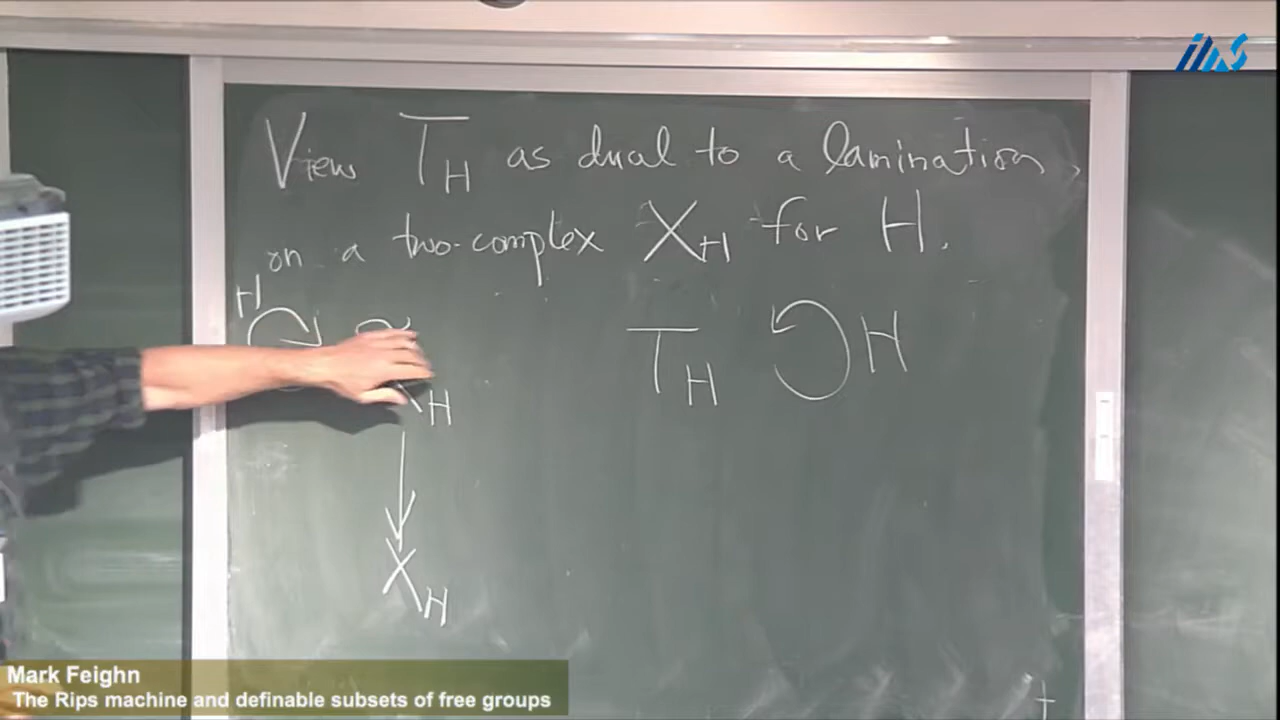 View T_H as dual to a lamination,
on a two-complex X_H for H.
H
H
T_H H
X_H
Mark Feighn
The Rips machine and definable subsets of free groups
IAS